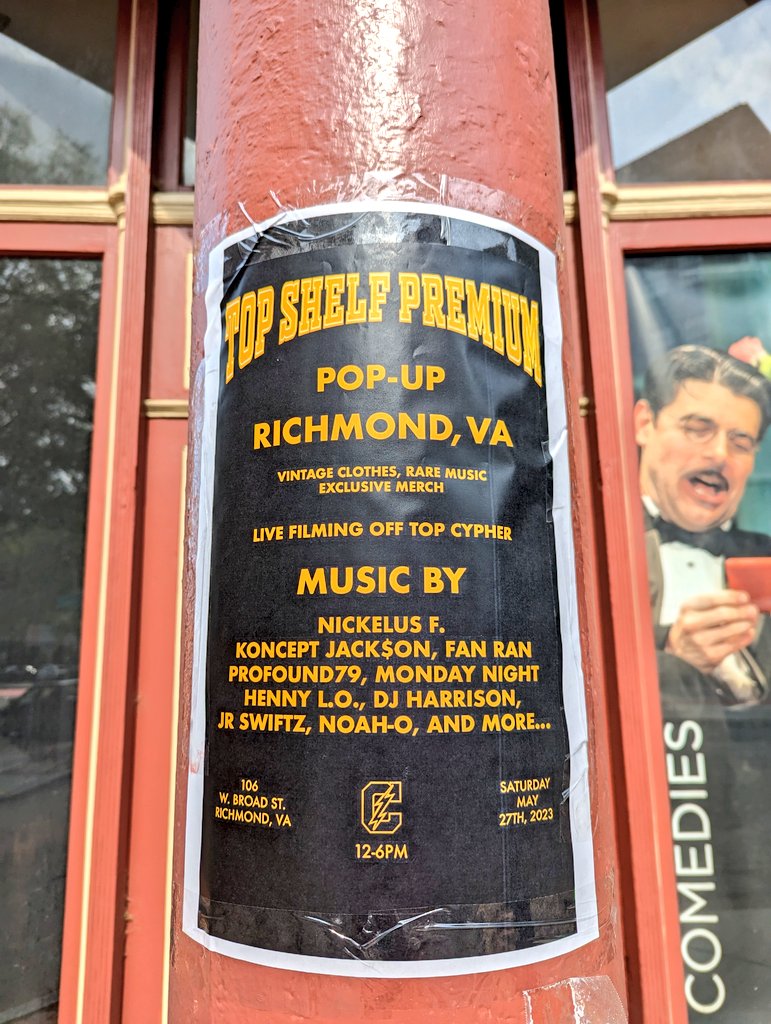 TOP SHELF PREMIUM
POP-UP
RICHMOND, VA
VINTAGE CLOTHES, RARE MUSIC
EXCLUSIVE MERCH
LIVE FILMING OFF TOP CYPHER
MUSIC BY
NICKELUS F.
KONCEPT JACK$ON, FAN RAN
PROFOUND79, MONDAY NIGHT
HENNY L.O., DJ HARRISON,
JR SWIFTZ, NOAH-O, AND MORE...
106
W. BROAD ST.
RICHMOND, VA
12-6PM
SATURDAY
MAY
27TH, 2023
COMEDIES